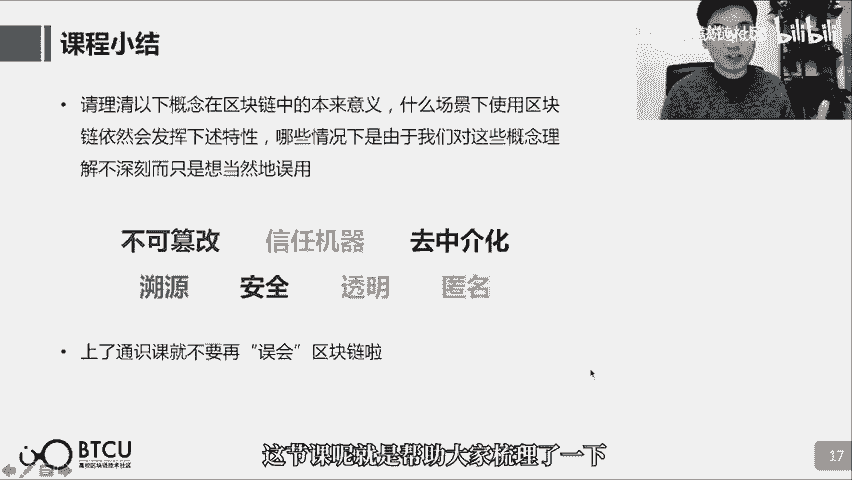 课程小结
bilibili
• 请理清以下概念在区块链中的本来意义，什么场景下使用区块
链依然会发挥下述特性，哪些情况下是由于我们对这些概念理
解不深刻而只是想当然地误用
不可篡改 信任机器 去中介化
溯源 安全 透明 匿名
• 上了通识课就不要再“误会”区块链啦
BTCU
高校区块链技术社区
这节课呢就是帮助大家梳理了一下
17